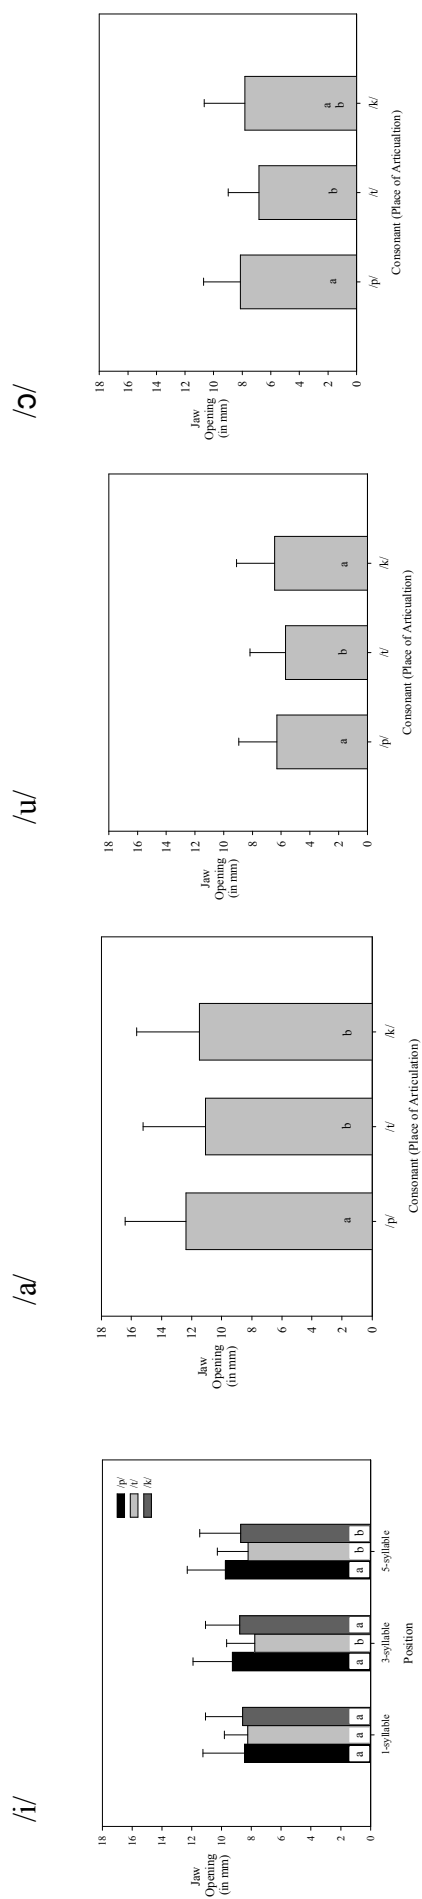 /i/
18
16
14
12
10
8
6
4
2
0
Jaw
Opening
(in mm)
/p/
/t/
/k/
a
a
a
a
b
a
a
b
b
1-syllable
3-syllable
5-syllable
Position
/a/
18
16
14
12
10
8
6
4
2
0
Jaw
Opening
(in mm)
a
b
b
/p/
/t/
/k/
Consonant (Place of Articulation)
/u/
18
16
14
12
10
8
6
4
2
0
Jaw
Opening
(in mm)
a
b
a
/p/
/t/
/k/
Consonant (Place of Articualtion)
/ɔ/
18
16
14
12
10
8
6
4
2
0
Jaw
Opening
(in mm)
a
b
a
b
/p/
/t/
/k/
Consonant (Place of Articualtion)